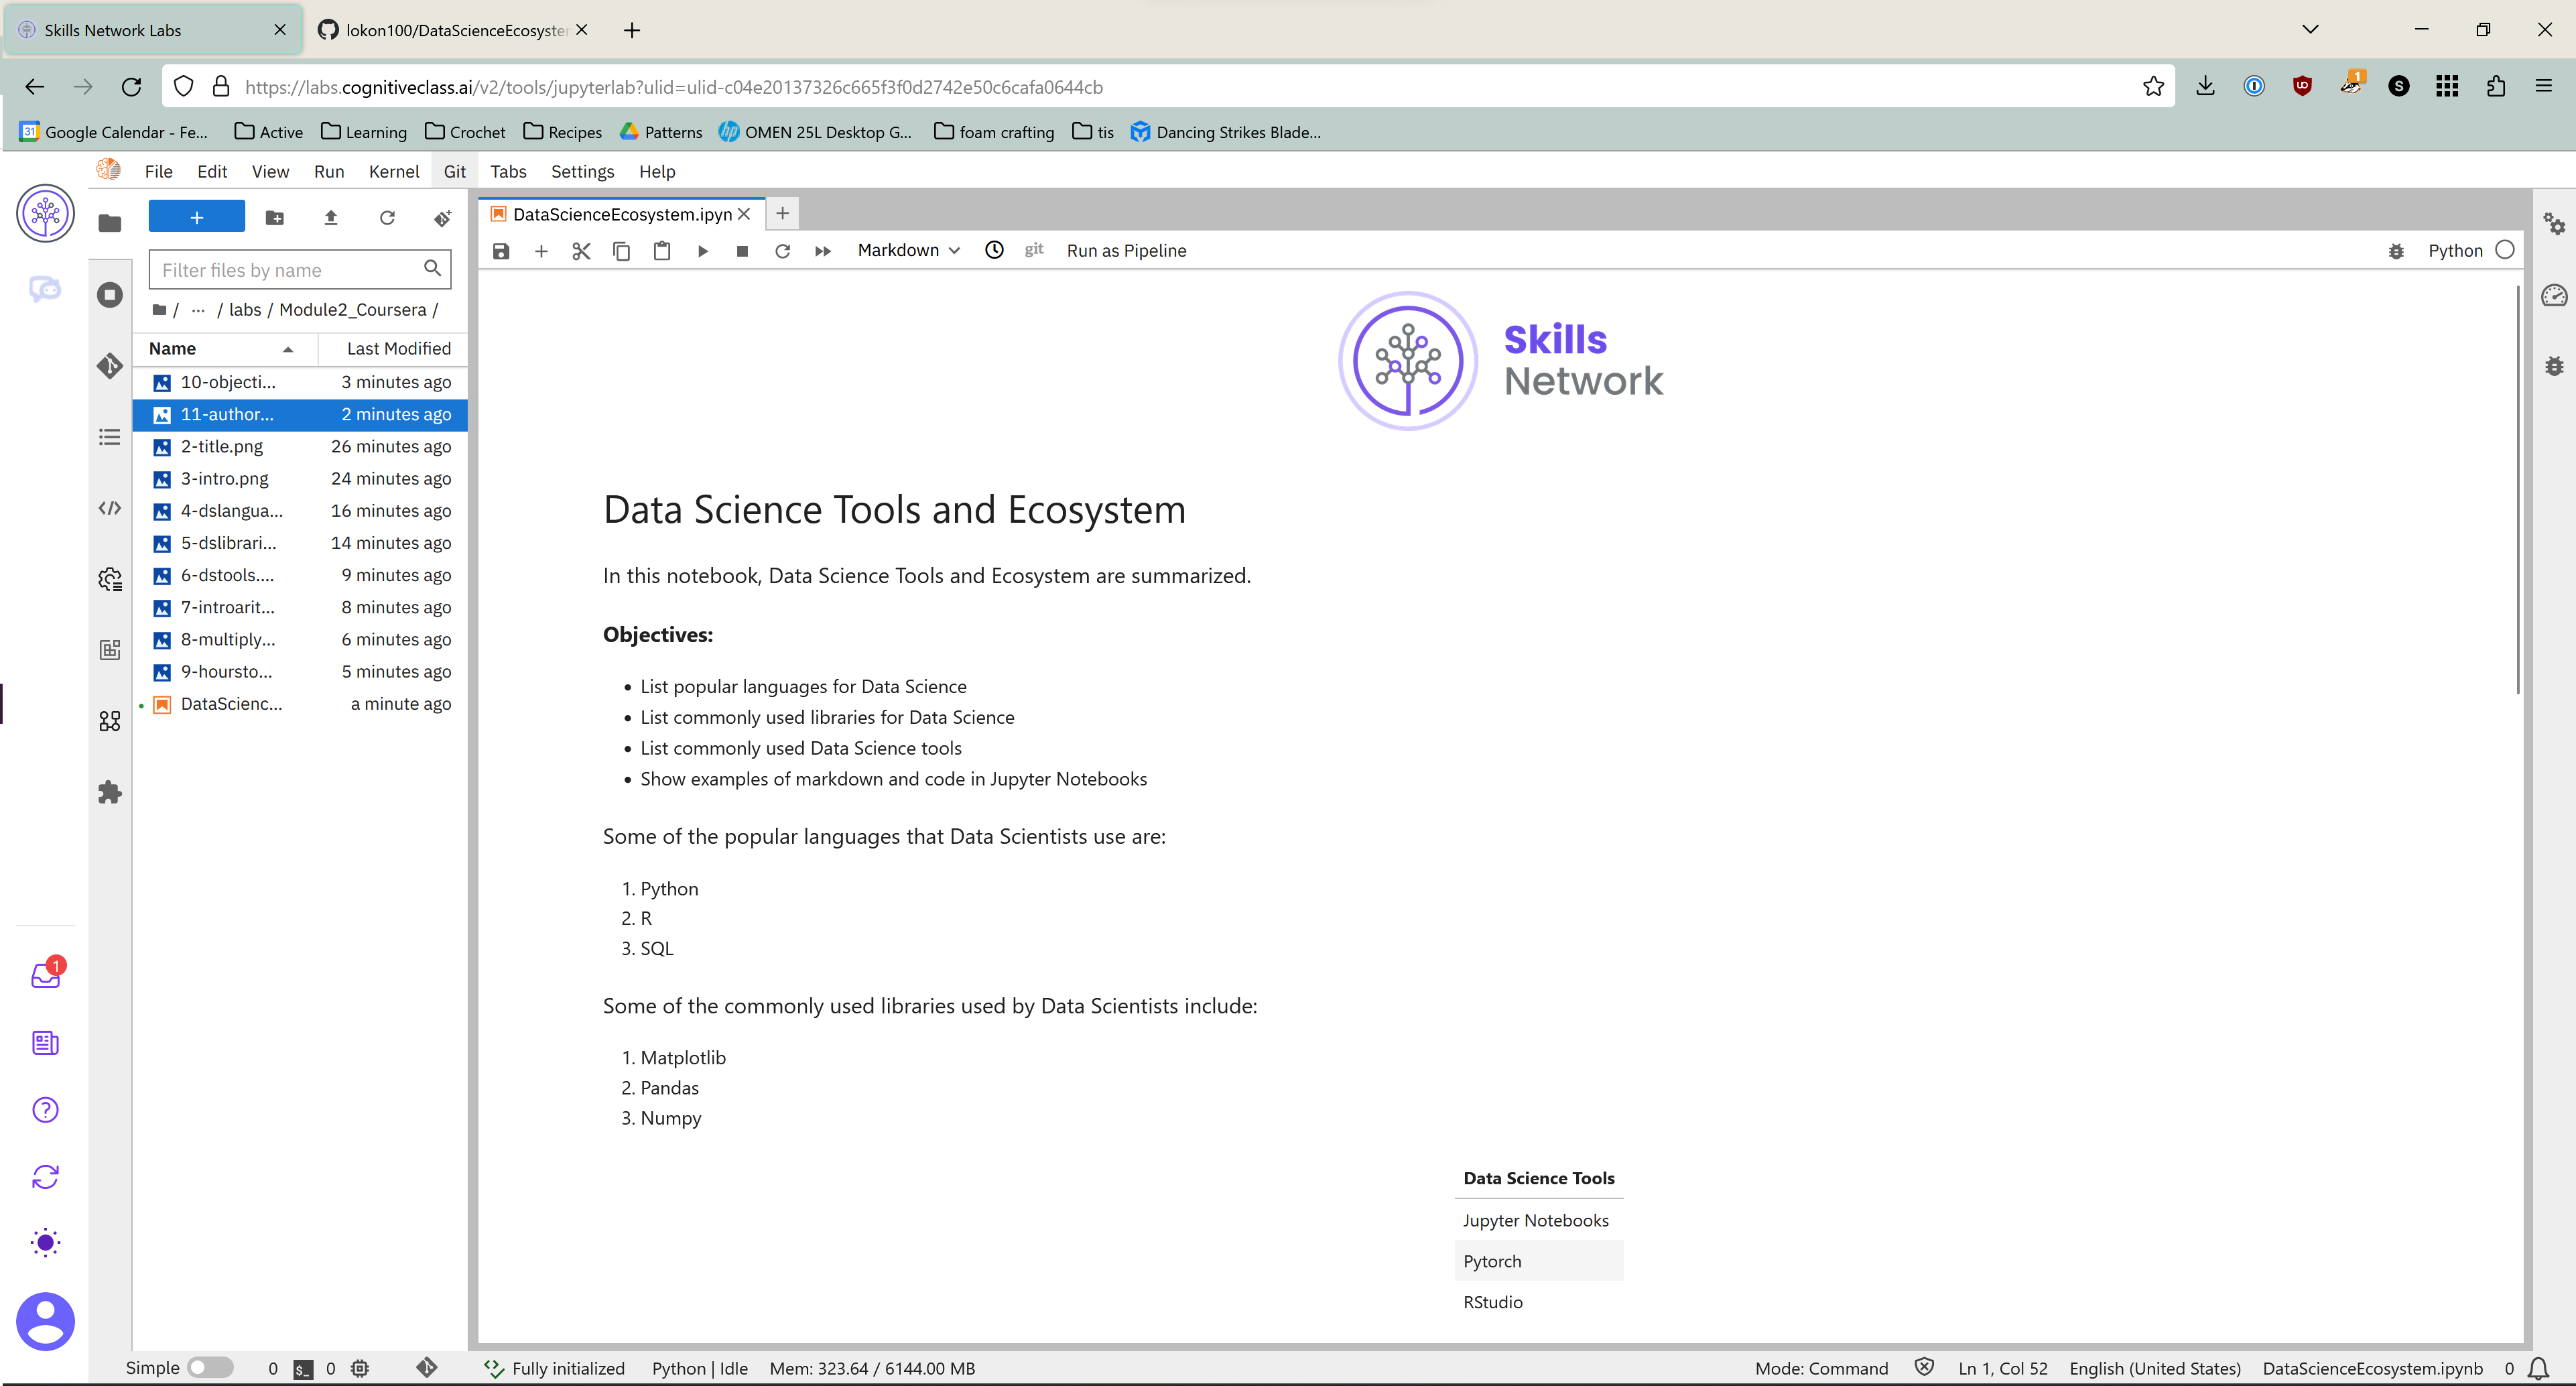 Skills Network Labs
lokon100/DataScienceEcosyster
https://labs.cognitiveclass.ai/v2/tools/jupyterlab?ulid=ulid-c04e20137326c665f3f0d2742e50c6cafa0644cb
1
S
31 Google Calendar - Fe...
Active
Learning
Crochet
Recipes
Patterns
OMEN 25L Desktop G...
foam crafting
tis
Dancing Strikes Blade...
File Edit View Run Kernel Git Tabs Settings Help
DataScienceEcosystem.ipyn
Markdown
git
Run as Pipeline
Python
Filter files by name
/ ... / labs / Module2_Coursera /
Name Last Modified
10-objecti... 3 minutes ago
11-author... 2 minutes ago
2-title.png 26 minutes ago
3-intro.png 24 minutes ago
4-dslangua... 16 minutes ago
5-dslibrari... 14 minutes ago
6-dstools.... 9 minutes ago
7-introarit... 8 minutes ago
8-multiply... 6 minutes ago
9-hoursto... 5 minutes ago
DataScienc... a minute ago
1
Skills
Network
Data Science Tools and Ecosystem
In this notebook, Data Science Tools and Ecosystem are summarized.
Objectives:
• List popular languages for Data Science
• List commonly used libraries for Data Science
• List commonly used Data Science tools
• Show examples of markdown and code in Jupyter Notebooks
Some of the popular languages that Data Scientists use are:
1. Python
2. R
3. SQL
Some of the commonly used libraries used by Data Scientists include:
1. Matplotlib
2. Pandas
3. Numpy
Data Science Tools
Jupyter Notebooks
Pytorch
RStudio
Simple 0 $_ 0 Fully initialized Python | Idle Mem: 323.64 / 6144.00 MB Mode: Command Ln 1, Col 52 English (United States) DataScienceEcosystem.ipynb 0